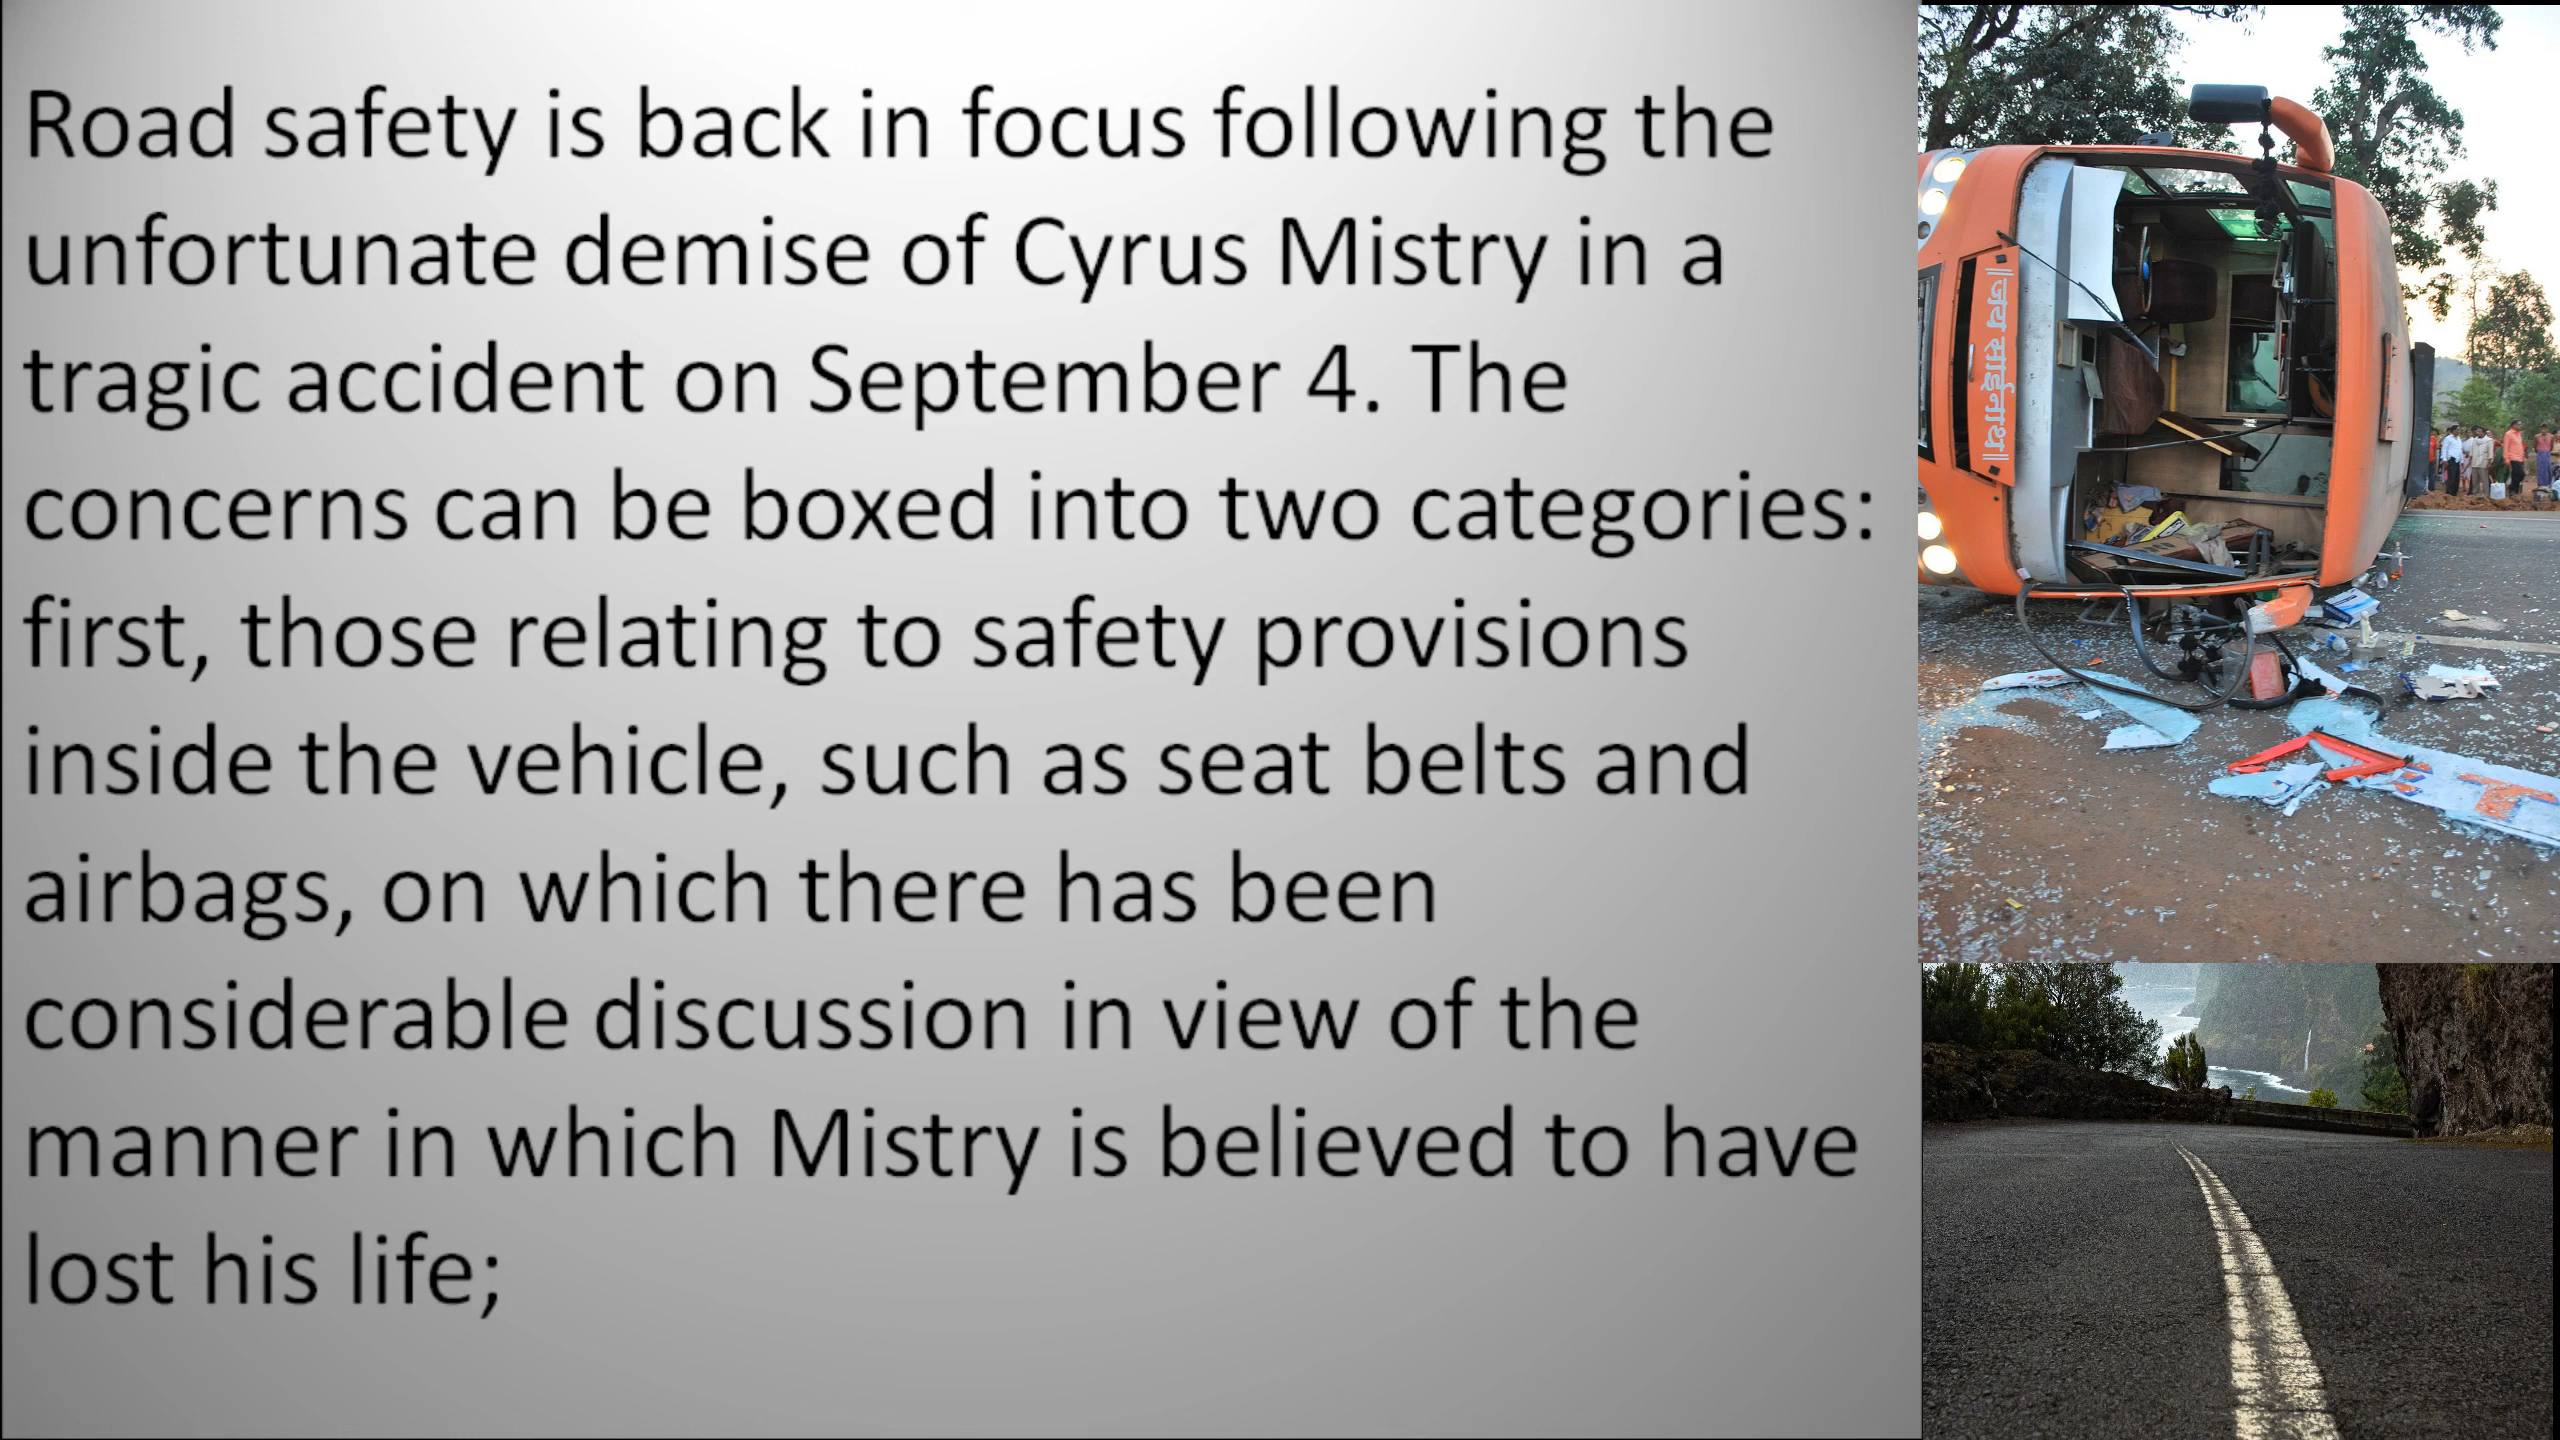 Road safety is back in focus following the
unfortunate demise of Cyrus Mistry in a
tragic accident on September 4. The
concerns can be boxed into two categories:
first, those relating to safety provisions
inside the vehicle, such as seat belts and
airbags, on which there has been
considerable discussion in view of the
manner in which Mistry is believed to have
lost his life;
॥जय साईनाथ॥